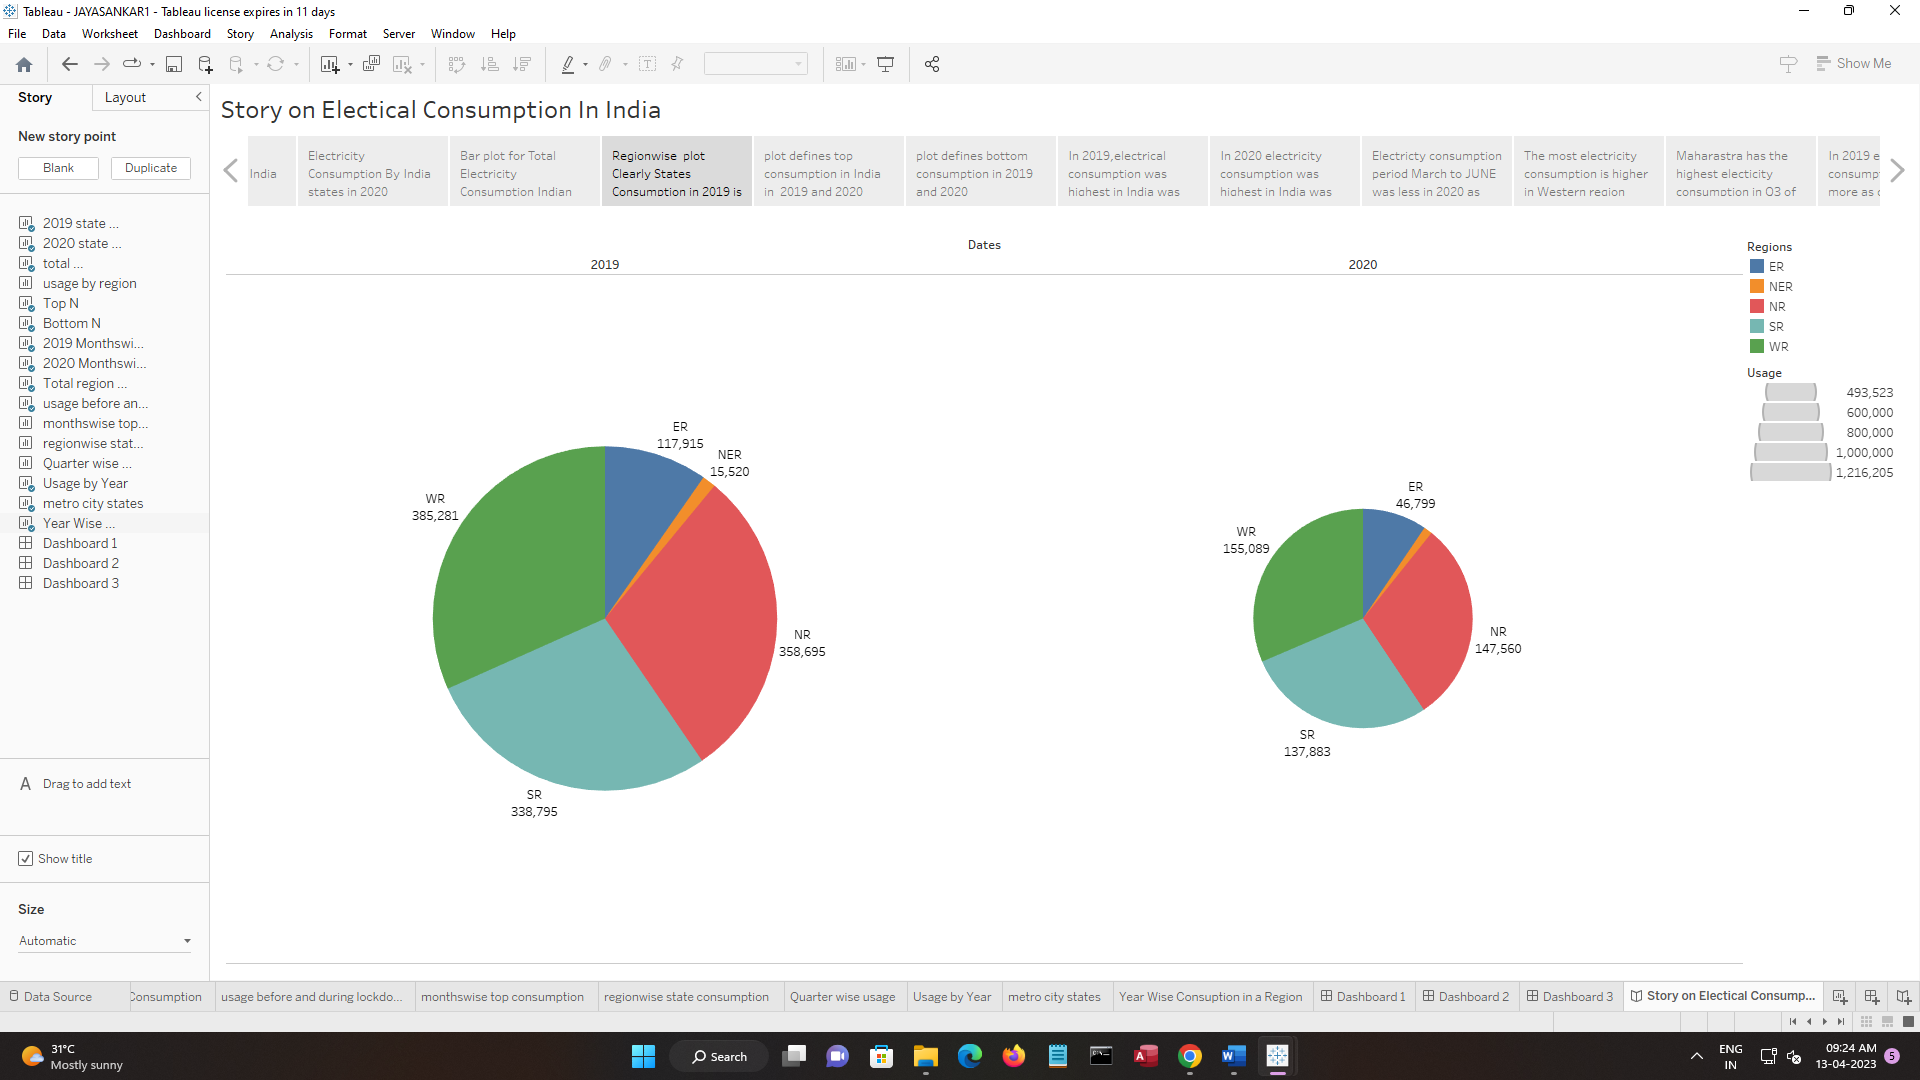 Tableau - JAYASANKAR1 - Tableau license expires in 11 days
File Data Worksheet Dashboard Story Analysis Format Server Window Help
Show Me
Story Layout
New story point
Blank Duplicate
2019 state ...
2020 state ...
total ...
usage by region
Top N
Bottom N
2019 Monthswi...
2020 Monthswi...
Total region ...
usage before an...
monthswise top...
regionwise stat...
Quarter wise ...
Usage by Year
metro city states
Year Wise ...
Dashboard 1
Dashboard 2
Dashboard 3
A Drag to add text
Show title
Size
Automatic
Story on Electical Consumption In India
India
Electricity
Consumption By India
states in 2020
Bar plot for Total
Electricity
Consumption Indian
Regionwise plot
Clearly States
Consumption in 2019 is
plot defines top
consumption in India
in 2019 and 2020
plot defines bottom
consumption in 2019
and 2020
In 2019,electrical
consumption was
highest in India was
In 2020 electricity
consumption was
highest in India was
Electricty consumption
period March to JUNE
was less in 2020 as
The most electricity
consumption is higher
in Western region
Maharastra has the
highest electicity
consumption in Q3 of
In 2019 e
consump
more as
Dates
2019 2020
ER
117,915
NER
15,520
WR
385,281
NR
358,695
SR
338,795
ER
46,799
WR
155,089
NR
147,560
SR
137,883
Regions
ER
NER
NR
SR
WR
Usage
493,523
600,000
800,000
1,000,000
1,216,205
Data Source Consumption usage before and during lockdo... monthswise top consumption regionwise state consumption Quarter wise usage Usage by Year metro city states Year Wise Consuption in a Region Dashboard 1 Dashboard 2 Dashboard 3 Story on Electical Consump...
31°C
Mostly sunny
Search
ENG
IN
09:24 AM
13-04-2023
5